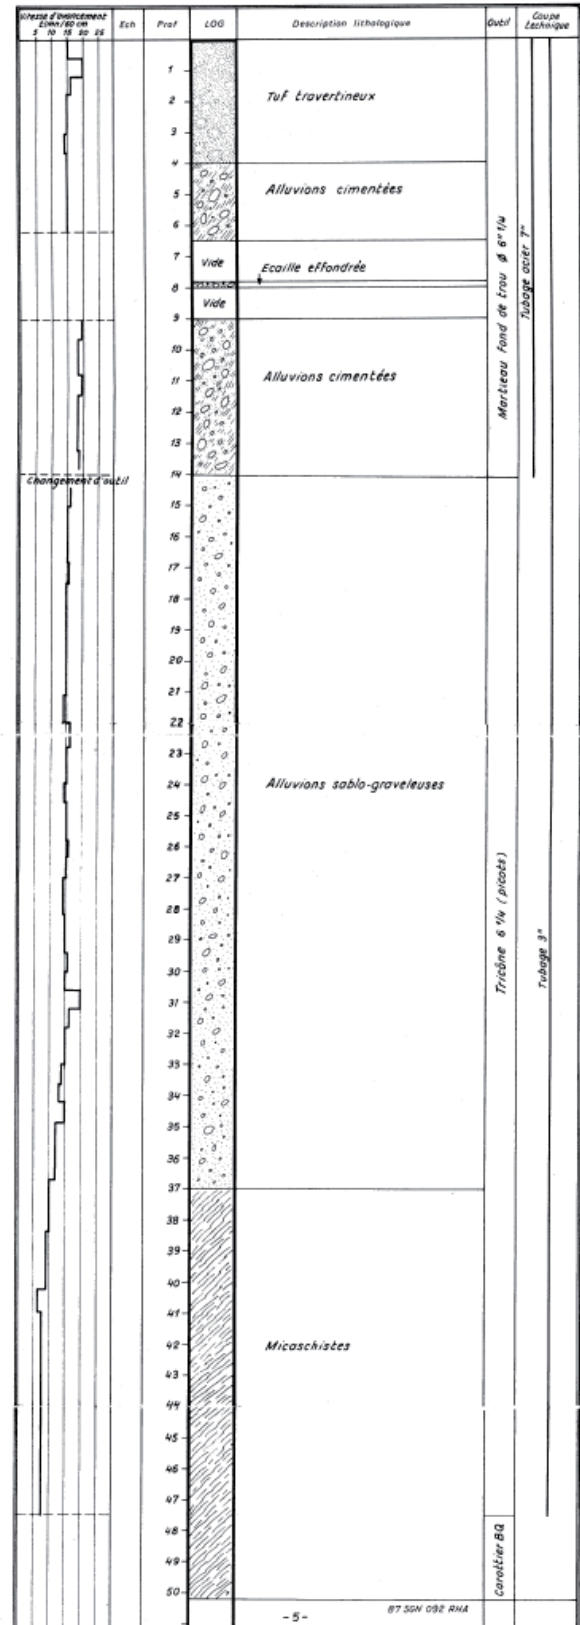 Vitesse d'avancement
t/mn/60 cm
5 10 15 20 25
Ech
Prof
LOG
Description lithologique
Outil
Coupe
technique
1
2
Tuf travertineux
3
4
5
Alluvions cimentées
6
7
Vide
Ecaille effondrée
8
Vide
9
10
11
Alluvions cimentées
12
13
14
Changement d'outil
Marteau Fond de trou Ø 6"1/4
Tubage acier 7"
15
16
17
18
19
20
21
22
23
24
Alluvions sablo-graveleuses
25
26
27
28
29
30
31
32
33
34
35
36
37
Tricône 6"1/4 (picots)
Tubage 3"
38
39
40
41
42
Micaschistes
43
44
45
46
47
48
49
50
Carottier BQ
-5-
87 SGN 092 RHA